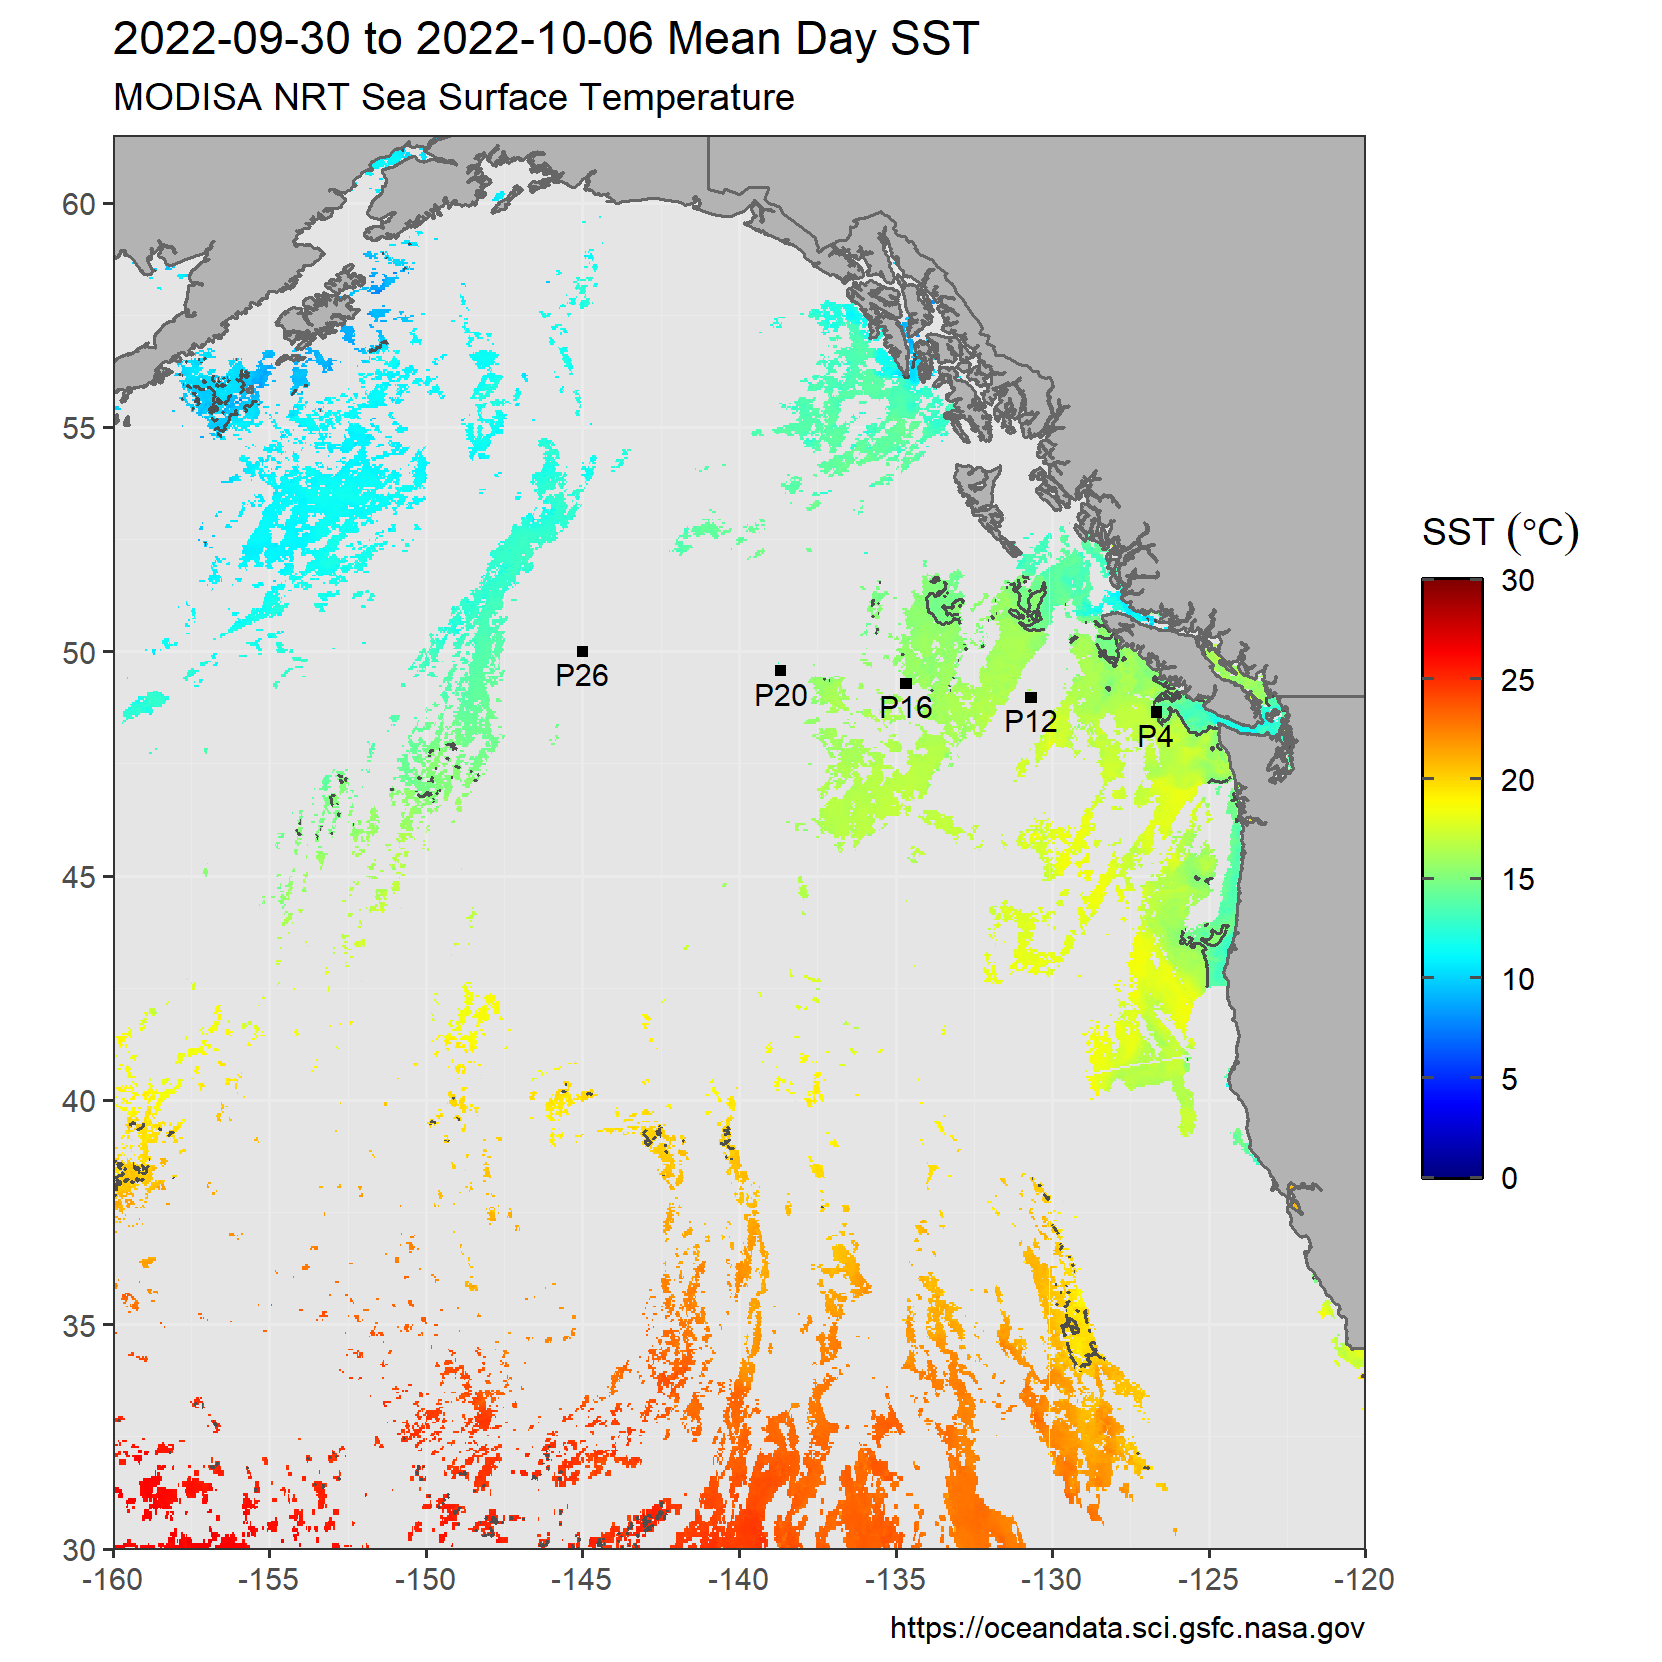 2022-09-30 to 2022-10-06 Mean Day SST
MODISA NRT Sea Surface Temperature
60
55
50
45
40
35
30
P26
P20
P16
P12
P4
-160
-155
-150
-145
-140
-135
-130
-125
-120
SST (°C)
30
25
20
15
10
5
0
https://oceandata.sci.gsfc.nasa.gov